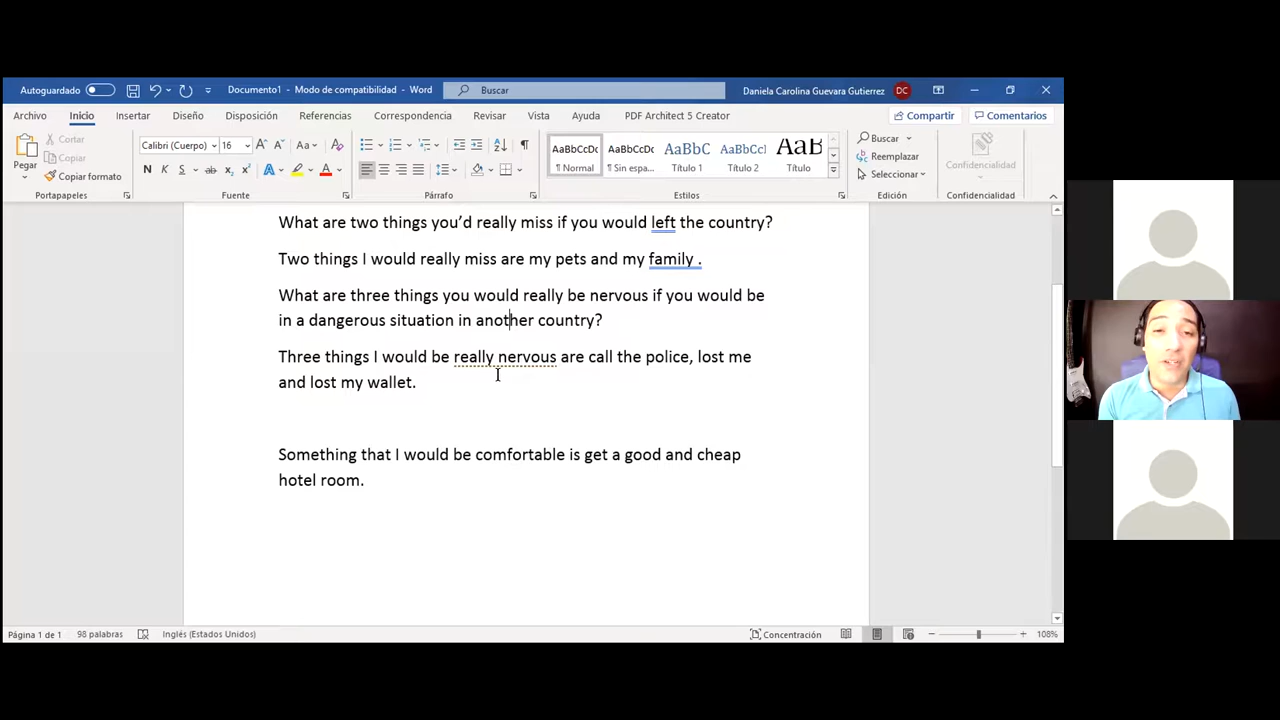 Autoguardado
Documento1 - Modo de compatibilidad - Word
Buscar
Daniela Carolina Guevara Gutierrez DC
Archivo Inicio Insertar Diseño Disposición Referencias Correspondencia Revisar Vista Ayuda PDF Architect 5 Creator Compartir Comentarios
Pegar
Cortar
Copiar
Copiar formato
Portapapeles
Calibri (Cuerpo) 16
Fuente
Párrafo
AaBbCcDc AaBbCcDc AaBbC AaBbCcI AaB
¶ Normal ¶ Sin espa... Título 1 Título 2 Título
Estilos
Buscar
Reemplazar
Seleccionar
Edición
Confidencialidad
Confidencialidad
What are two things you’d really miss if you would left the country?
Two things I would really miss are my pets and my family .
What are three things you would really be nervous if you would be
in a dangerous situation in another country?
Three things I would be really nervous are call the police, lost me
and lost my wallet.
Something that I would be comfortable is get a good and cheap
hotel room.
Página 1 de 1 98 palabras Inglés (Estados Unidos) Concentración 108%